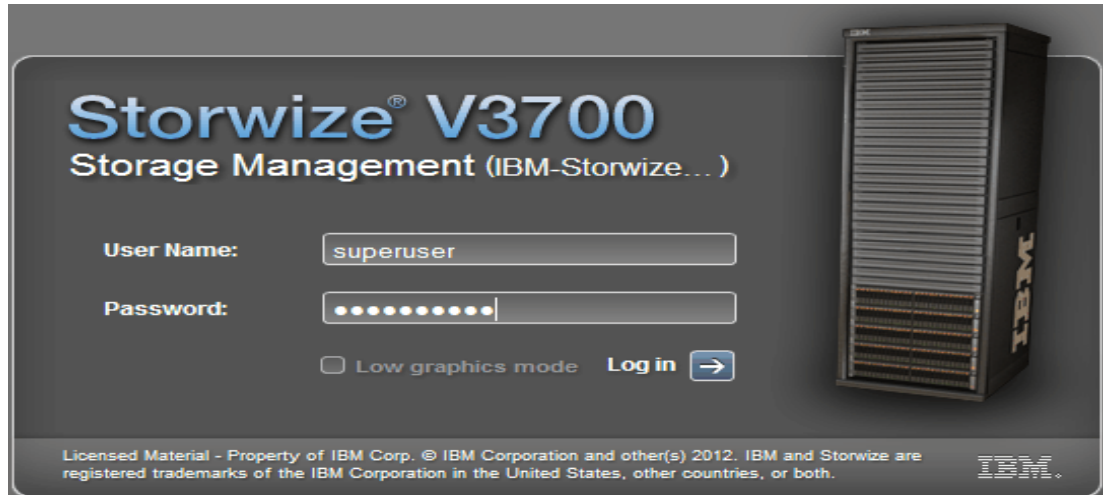 IBM
Storwize® V3700
Storage Management (IBM-Storwize... )
User Name:
superuser
Password:
••••••••••
Low graphics mode
Log in
IBM
Licensed Material - Property of IBM Corp. © IBM Corporation and other(s) 2012. IBM and Storwize are
registered trademarks of the IBM Corporation in the United States, other countries, or both.
IBM.